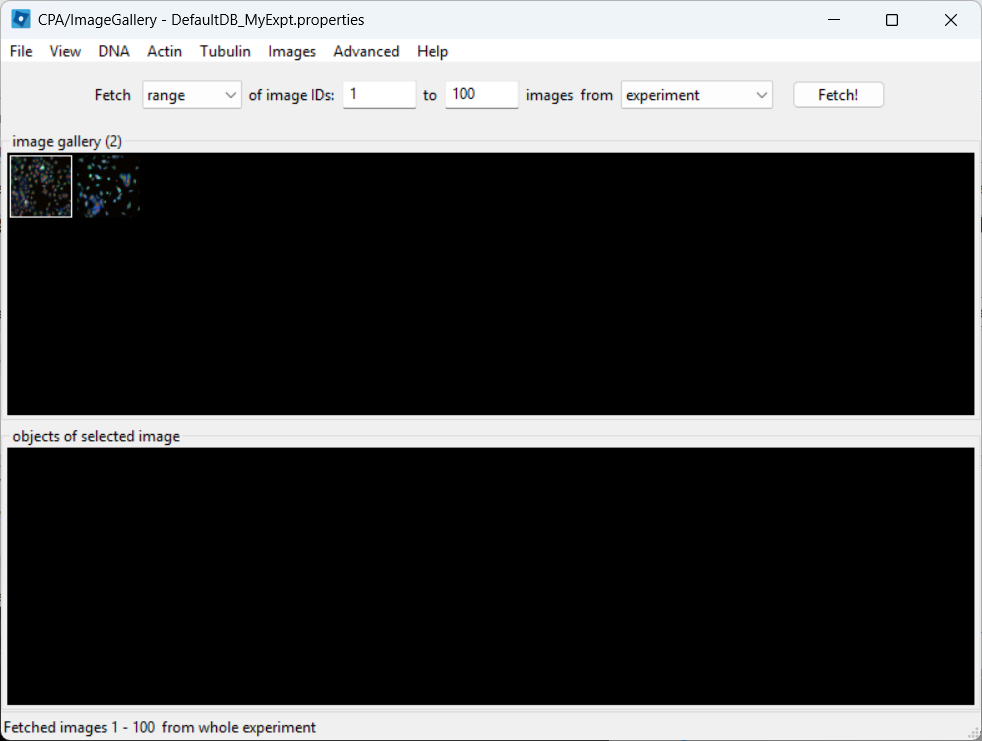 CPA/ImageGallery - DefaultDB_MyExpt.properties
File View DNA Actin Tubulin Images Advanced Help
Fetch range of image IDs: 1 to 100 images from experiment Fetch!
image gallery (2)
objects of selected image
Fetched images 1 - 100 from whole experiment